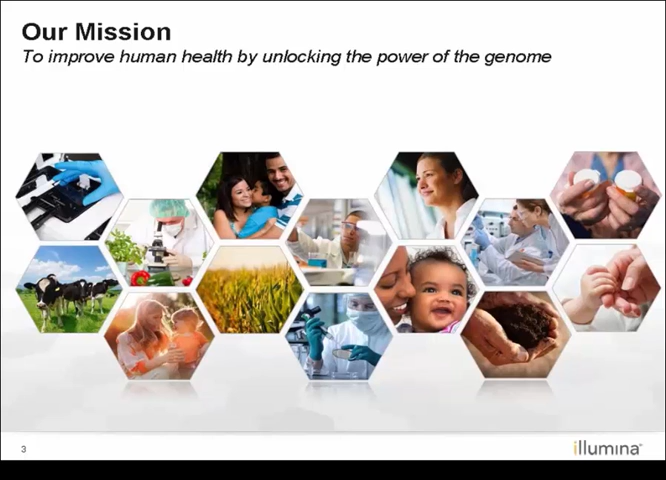 Our Mission
To improve human health by unlocking the power of the genome
3
illumina®